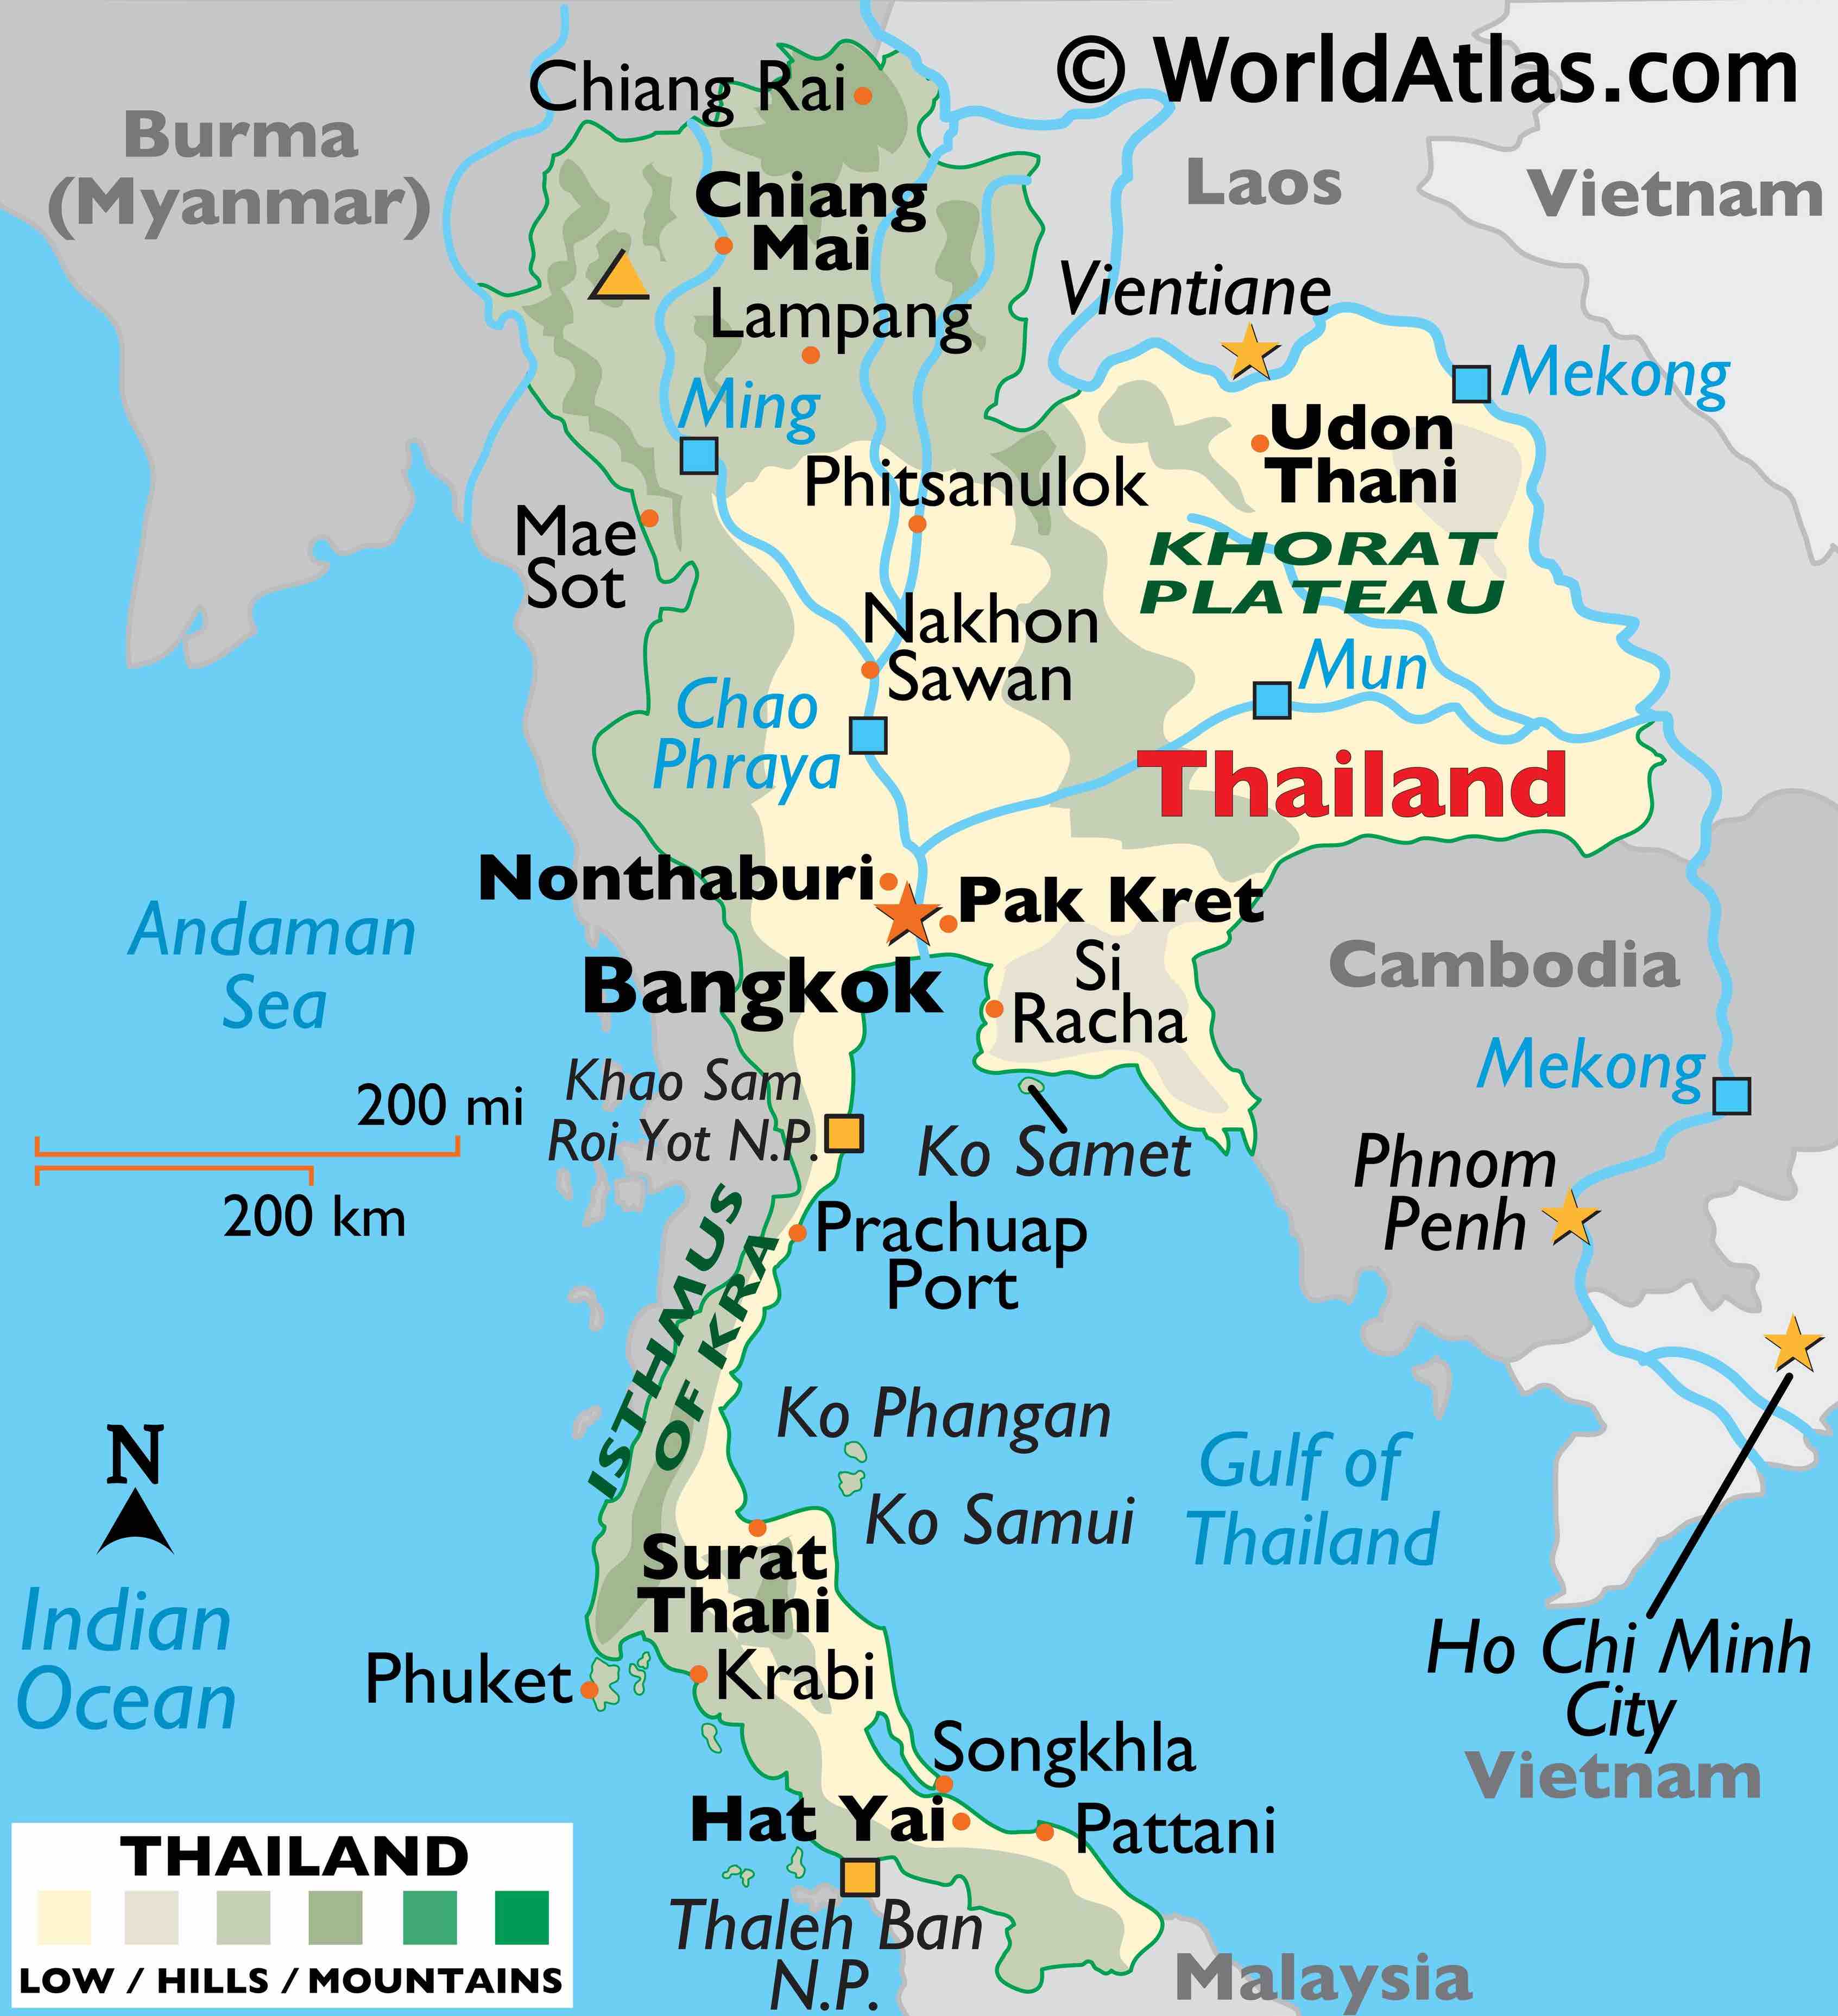 © WorldAtlas.com
Chiang Rai
Burma
(Myanmar)
Laos
Vietnam
Chiang
Mai
Vientiane
Lampang
Mekong
Ming
Udon
Thani
Phitsanulok
Mae
Sot
KHORAT
PLATEAU
Nakhon
Sawan
Mun
Chao
Phraya
Thailand
Nonthaburi
Pak Kret
Andaman
Sea
Bangkok
Si
Racha
Cambodia
Khao Sam
Roi Yot N.P.
Mekong
200 mi
200 km
Ko Samet
Phnom
Penh
Prachuap
Port
ISTHMUS
OF KRA
Ko Phangan
Gulf of
Thailand
N
Ko Samui
Surat
Thani
Indian
Ocean
Phuket
Krabi
Ho Chi Minh
City
Vietnam
Songkhla
Hat Yai
Pattani
THAILAND
LOW / HILLS / MOUNTAINS
Thaleh Ban
N.P.
Malaysia